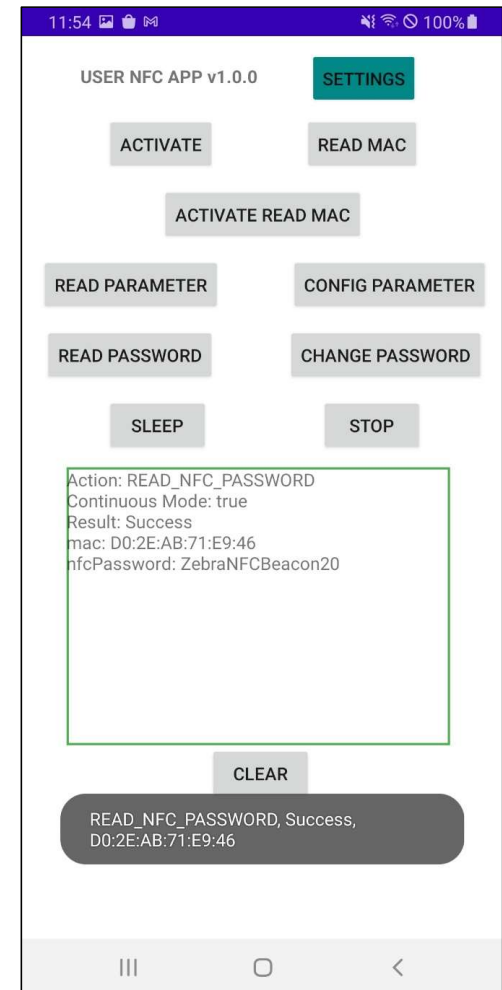 11:54 100%
USER NFC APP v1.0.0 SETTINGS
ACTIVATE READ MAC
ACTIVATE READ MAC
READ PARAMETER CONFIG PARAMETER
READ PASSWORD CHANGE PASSWORD
SLEEP STOP
Action: READ_NFC_PASSWORD
Continuous Mode: true
Result: Success
mac: D0:2E:AB:71:E9:46
nfcPassword: ZebraNFCBeacon20
CLEAR
READ_NFC_PASSWORD, Success,
D0:2E:AB:71:E9:46